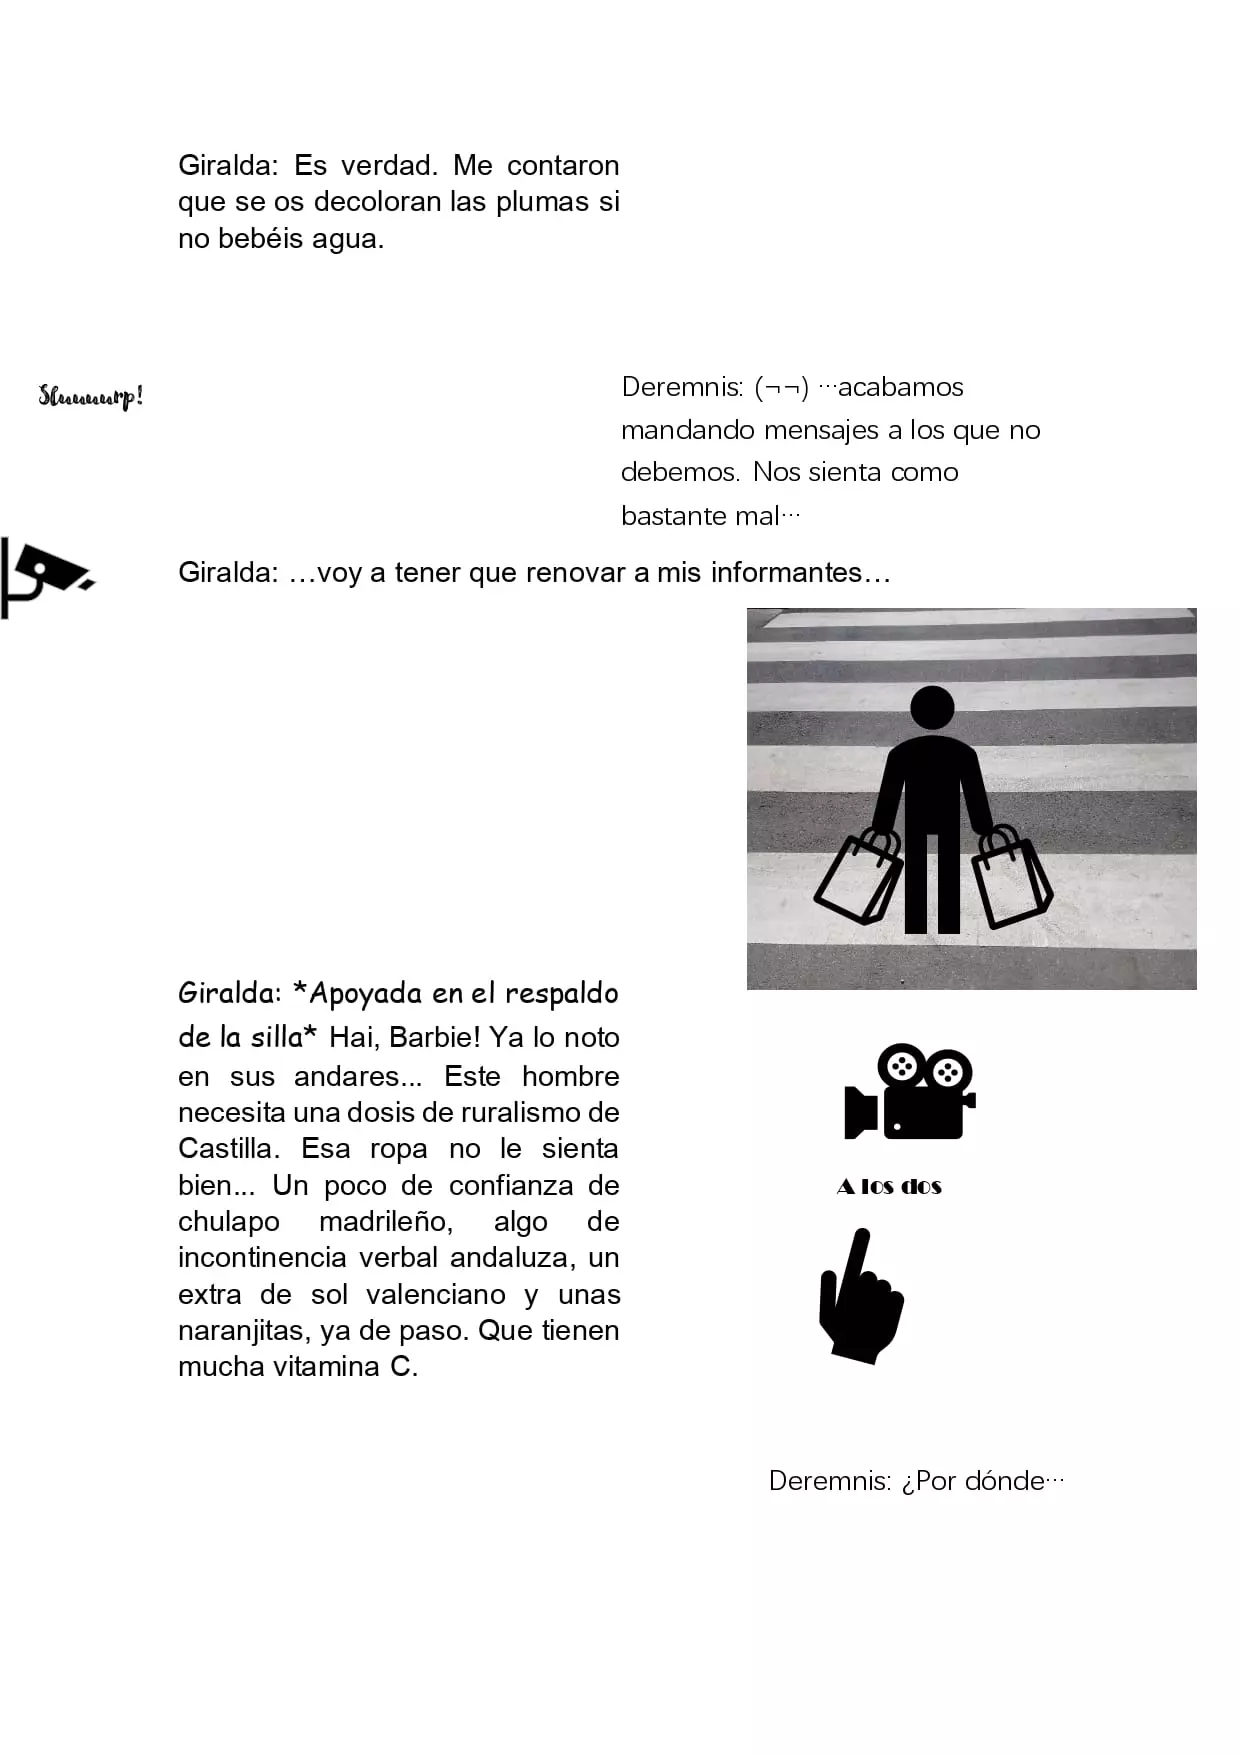 Giralda: Es verdad. Me contaron
que se os decoloran las plumas si
no bebéis agua.
Sluuuuurp!
Deremnis: (¬¬) …acabamos
mandando mensajes a los que no
debemos. Nos sienta como
bastante mal…
Giralda: …voy a tener que renovar a mis informantes…
Giralda: *Apoyada en el respaldo
de la silla* Hai, Barbie! Ya lo noto
en sus andares... Este hombre
necesita una dosis de ruralismo de
Castilla. Esa ropa no le sienta
bien... Un poco de confianza de
chulapo madrileño, algo de
incontinencia verbal andaluza, un
extra de sol valenciano y unas
naranjitas, ya de paso. Que tienen
mucha vitamina C.
A los dos
Deremnis: ¿Por dónde…